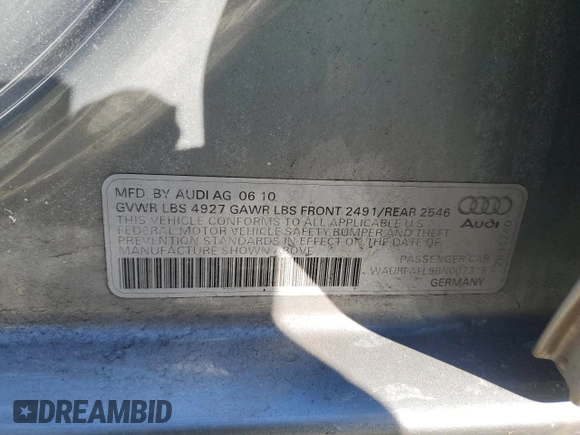 MFD. BY AUDI AG 06 10
GVWR LBS 4927 GAWR LBS FRONT 2491/REAR 2546
THIS VEHICLE CONFORMS TO ALL APPLICABLE U.S.
FEDERAL MOTOR VEHICLE SAFETY BUMPER AND THEFT
PREVENTION STANDARDS IN EFFECT ON THE DATE OF
MANUFACTURE SHOWN ABOVE
Audi
PASSENGER CAR
GERMANY
DREAMBID